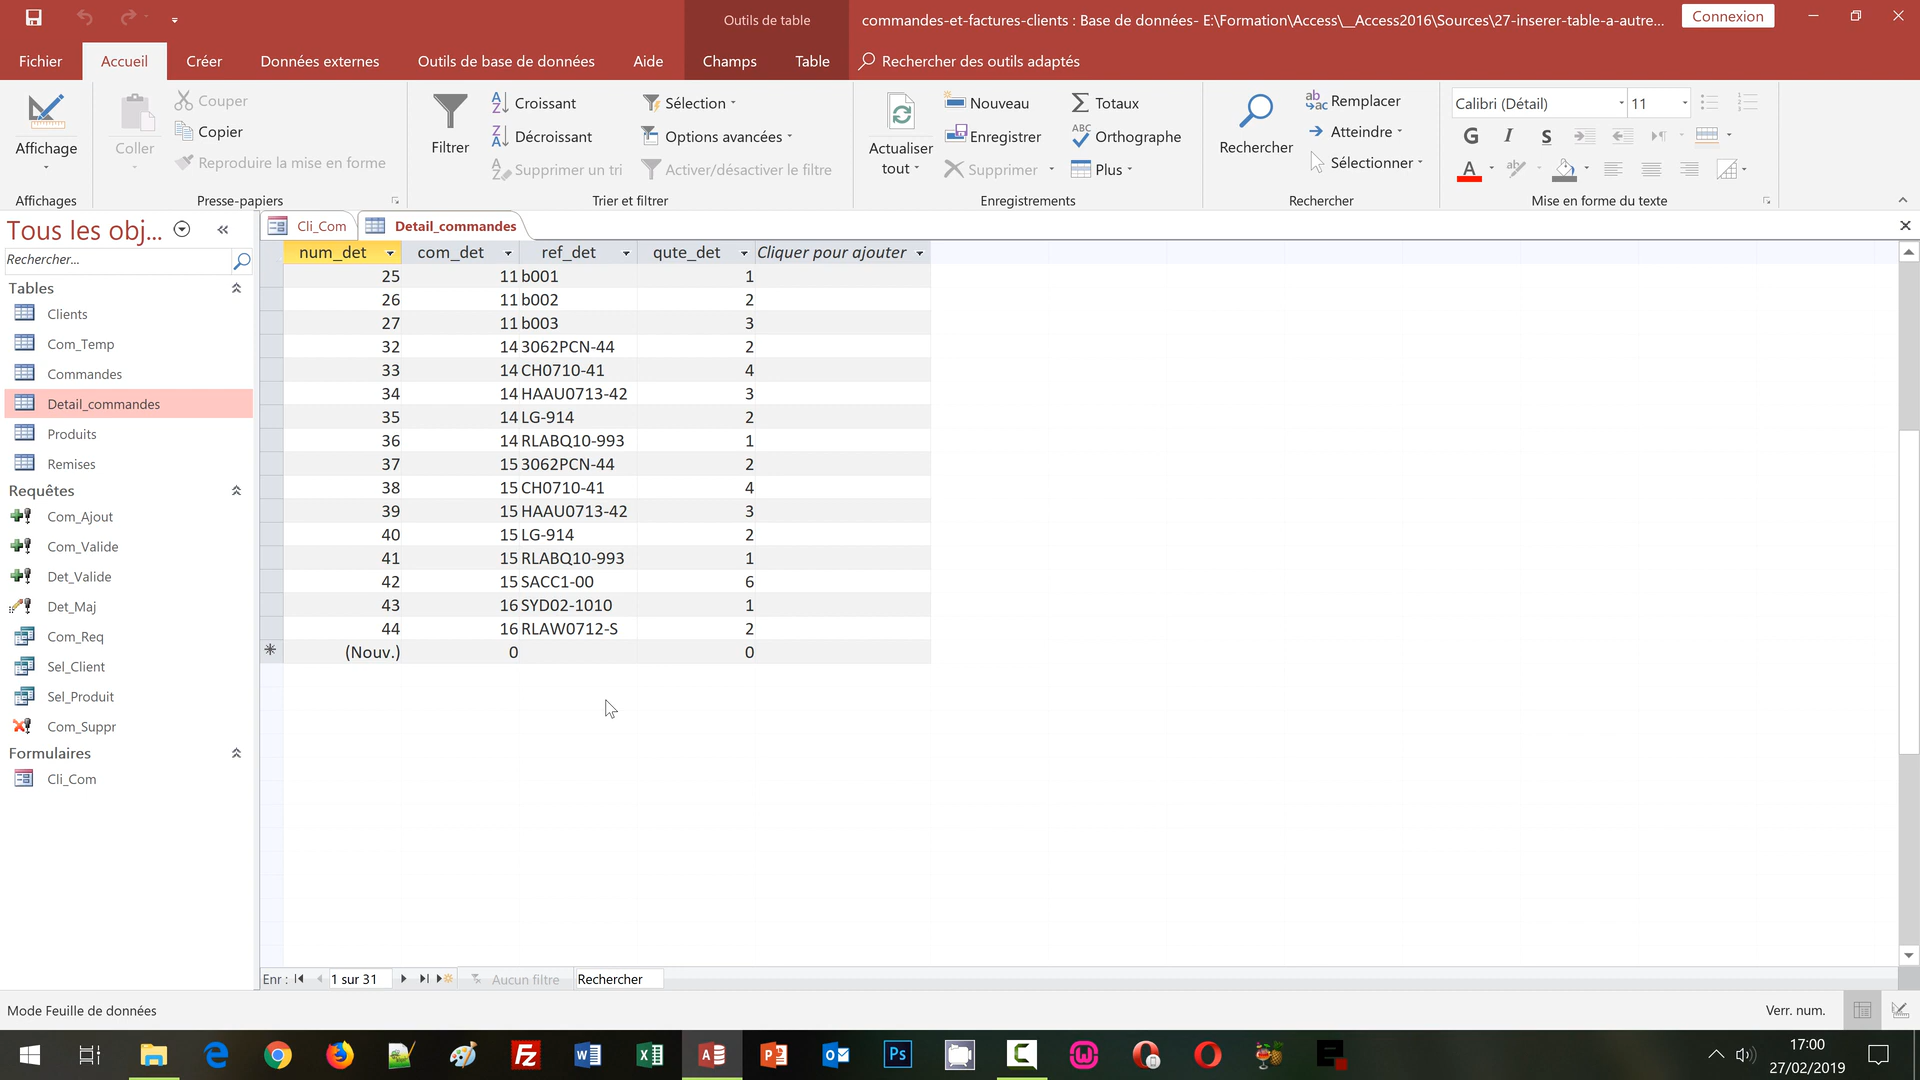 Outils de table
commandes-et-factures-clients : Base de données- E:\Formation\Access\__Access2016\Sources\27-inserer-table-a-autre...
Connexion
Fichier
Accueil
Créer
Données externes
Outils de base de données
Aide
Champs
Table
Rechercher des outils adaptés
Affichage
Coller
Couper
Copier
Reproduire la mise en forme
Filtrer
Croissant
Décroissant
Supprimer un tri
Sélection
Options avancées
Activer/désactiver le filtre
Actualiser tout
Nouveau
Enregistrer
Supprimer
Totaux
Orthographe
Plus
Rechercher
Remplacer
Atteindre
Sélectionner
Calibri (Détail) 11
G I S
Affichages
Presse-papiers
Trier et filtrer
Enregistrements
Rechercher
Mise en forme du texte
Tous les obj...
Rechercher...
Tables
Clients
Com_Temp
Commandes
Detail_commandes
Produits
Remises
Requêtes
Com_Ajout
Com_Valide
Det_Valide
Det_Maj
Com_Req
Sel_Client
Sel_Produit
Com_Suppr
Formulaires
Cli_Com
Cli_Com
Detail_commandes
num_det com_det ref_det qute_det Cliquer pour ajouter
25 11 b001 1
26 11 b002 2
27 11 b003 3
32 14 3062PCN-44 2
33 14 CH0710-41 4
34 14 HAAU0713-42 3
35 14 LG-914 2
36 14 RLABQ10-993 1
37 15 3062PCN-44 2
38 15 CH0710-41 4
39 15 HAAU0713-42 3
40 15 LG-914 2
41 15 RLABQ10-993 1
42 15 SACC1-00 6
43 16 SYD02-1010 1
44 16 RLAW0712-S 2
(Nouv.) 0 0
Enr : 1 sur 31 Aucun filtre Rechercher
Mode Feuille de données
Verr. num.
17:00
27/02/2019